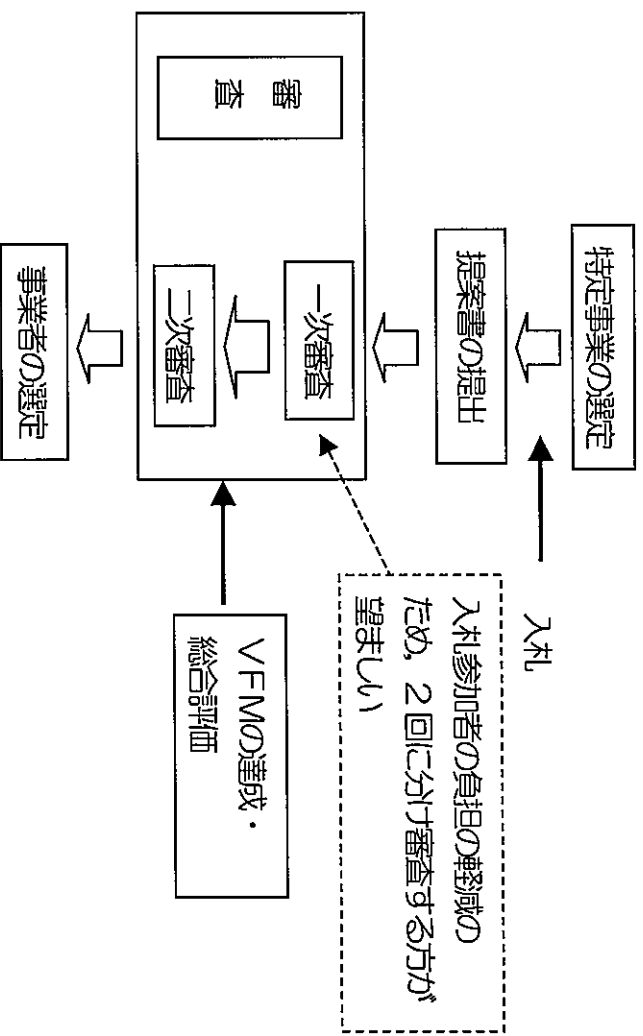 特定事業の選定
入札
提案書の提出
入札参加者の負担の軽減の
ため，２回に分け審査する方が
望ましい
審査
一次審査
二次審査
ＶＦＭの達成・
総合評価
事業者の選定